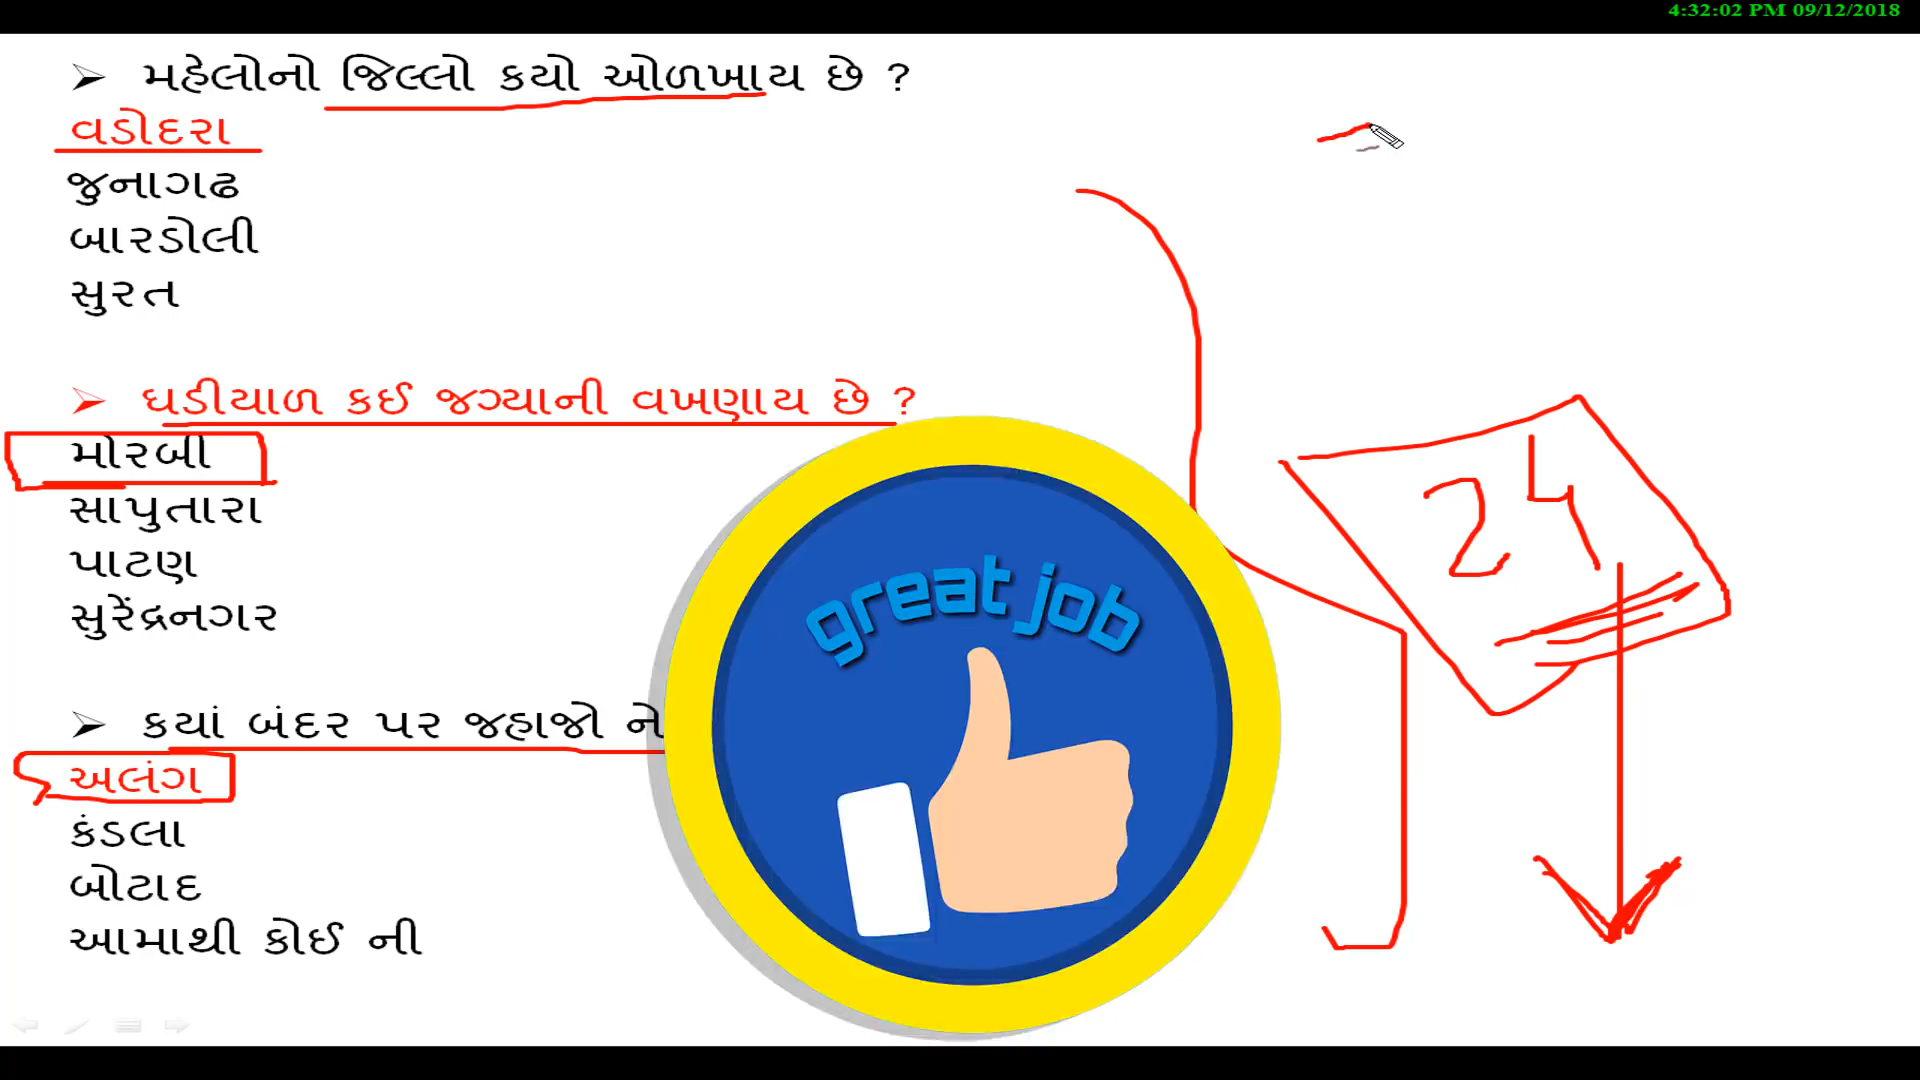 4:32:02 PM 09/12/2018
➢ મહેલોનો જિલ્લો કયો ઓળખાય છે ?
વડોદરા
જુનાગઢ
બારડોલી
સુરત
➢ ઘડીયાળ કઈ જગ્યાની વખણાય છે ?
મોરબી
સાપુતારા
પાટણ
સુરેંદ્રનગર
➢ કયાં બંદર પર જહાજો ને
અલંગ
કંડલા
બોટાદ
આમાથી કોઈ ની
great job
24